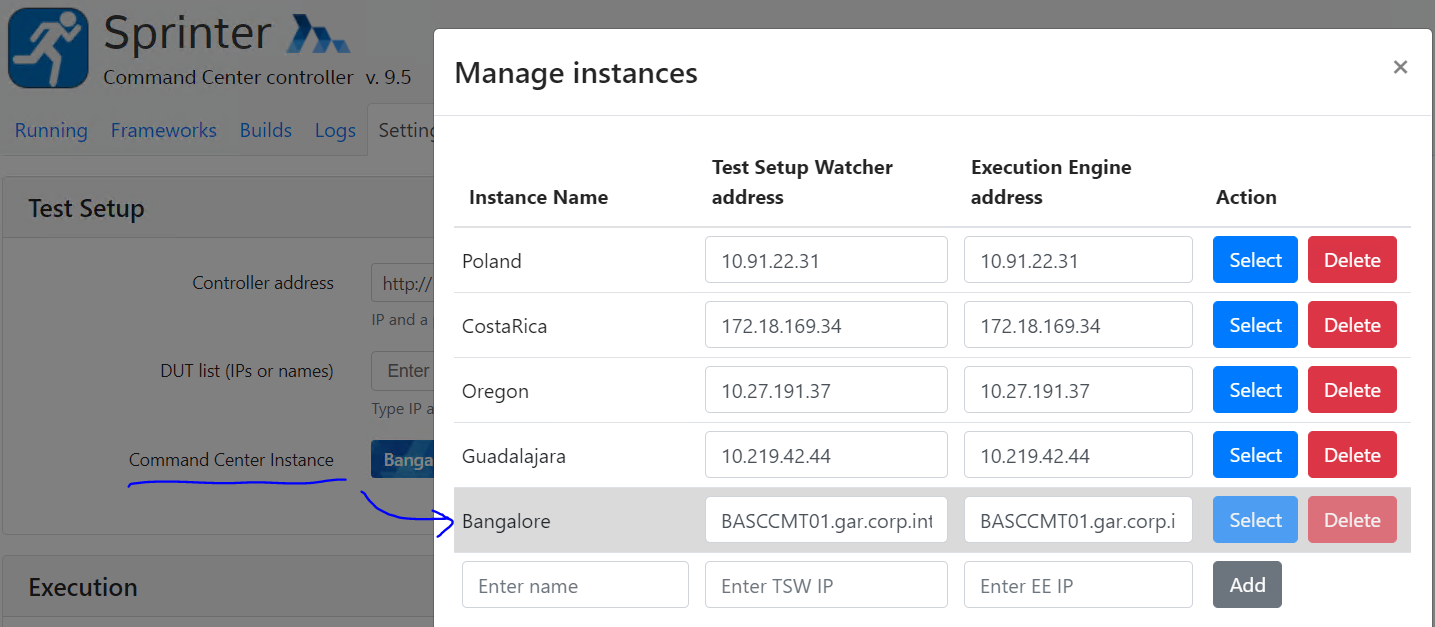 Sprinter
Command Center controller v. 9.5
Running Frameworks Builds Logs Setting
Test Setup
Controller address http://
IP and a
DUT list (IPs or names) Enter
Type IP a
Command Center Instance Banga
Execution
Manage instances ×
Instance Name Test Setup Watcher address Execution Engine address Action
Poland 10.91.22.31 10.91.22.31 Select Delete
CostaRica 172.18.169.34 172.18.169.34 Select Delete
Oregon 10.27.191.37 10.27.191.37 Select Delete
Guadalajara 10.219.42.44 10.219.42.44 Select Delete
Bangalore BASCCMT01.gar.corp.int BASCCMT01.gar.corp.i Select Delete
Enter name Enter TSW IP Enter EE IP Add